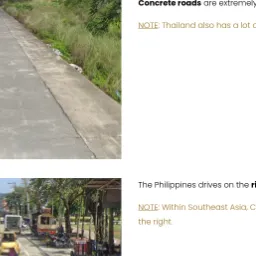 Concrete roads are extremely
NOTE: Thailand also has a lot
The Philippines drives on the
NOTE: Within Southeast Asia,
the right.